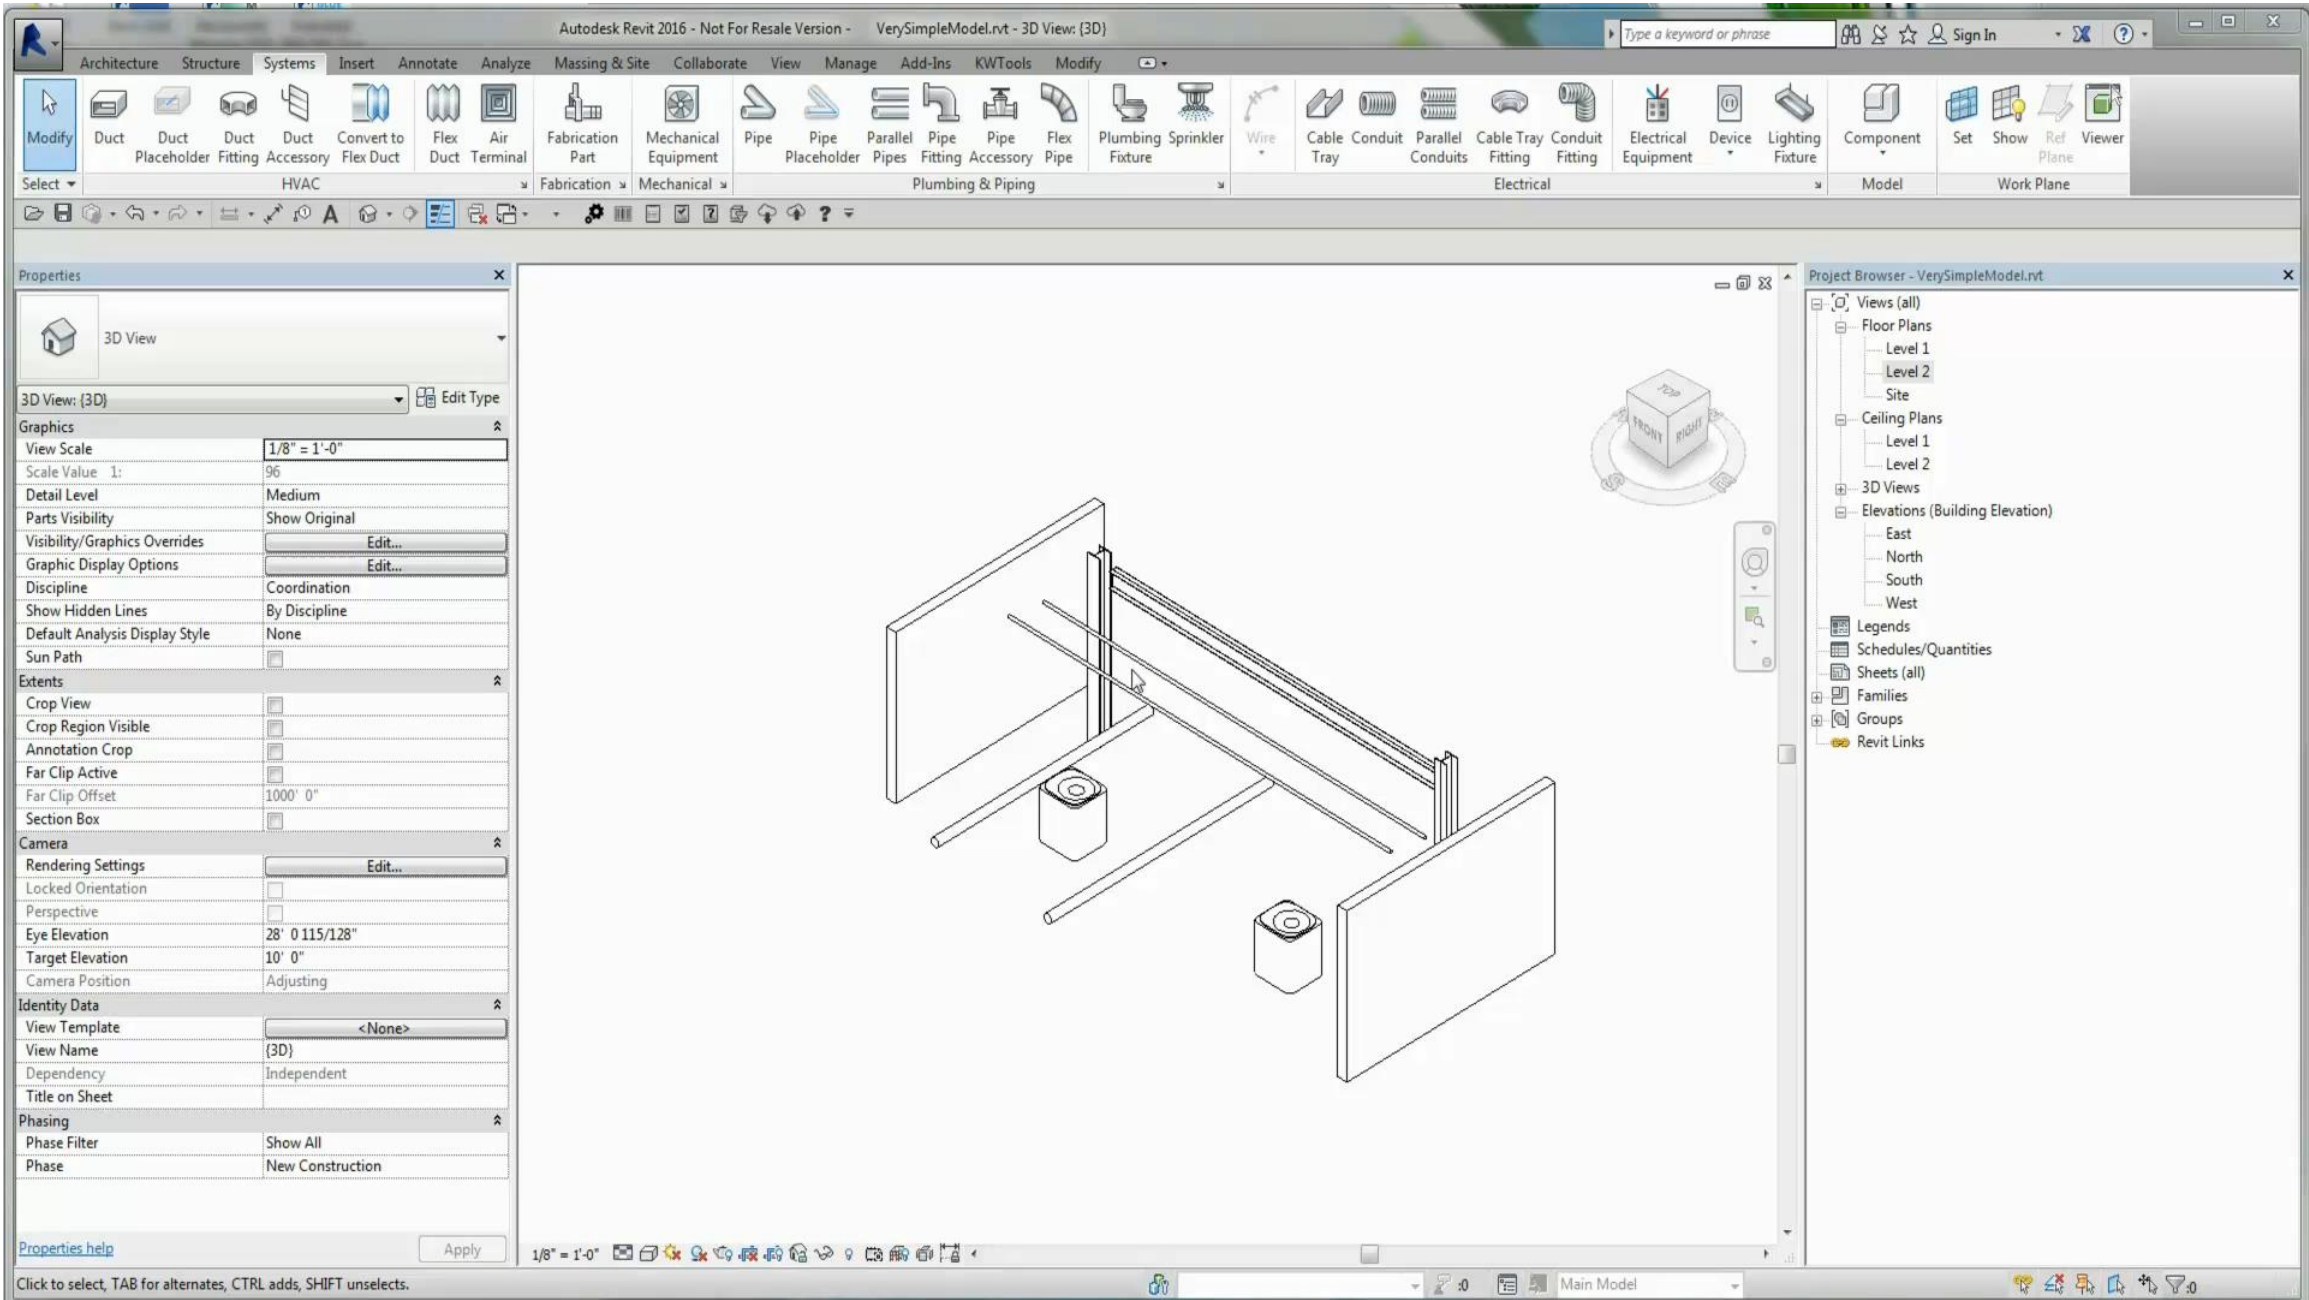 Autodesk Revit 2016 - Not For Resale Version - VerySimpleModel.rvt - 3D View: {3D}
Type a keyword or phrase
Sign In
Architecture Structure Systems Insert Annotate Analyze Massing & Site Collaborate View Manage Add-Ins KWTools Modify
Modify
Duct
Duct Placeholder
Duct Fitting
Duct Accessory
Convert to Flex Duct
Flex Duct
Air Terminal
Fabrication Part
Mechanical Equipment
Pipe
Pipe Placeholder
Parallel Pipes
Pipe Fitting
Pipe Accessory
Flex Pipe
Plumbing Fixture
Sprinkler
Wire
Cable Tray
Conduit
Parallel Conduits
Cable Tray Fitting
Conduit Fitting
Electrical Equipment
Device
Lighting Fixture
Component
Set
Show
Ref Plane
Viewer
Select HVAC Fabrication Mechanical Plumbing & Piping Electrical Model Work Plane
Properties
3D View
3D View: {3D}
Edit Type
Graphics
View Scale 1/8" = 1'-0"
Scale Value 1: 96
Detail Level Medium
Parts Visibility Show Original
Visibility/Graphics Overrides Edit...
Graphic Display Options Edit...
Discipline Coordination
Show Hidden Lines By Discipline
Default Analysis Display Style None
Sun Path
Extents
Crop View
Crop Region Visible
Annotation Crop
Far Clip Active
Far Clip Offset 1000' 0"
Section Box
Camera
Rendering Settings Edit...
Locked Orientation
Perspective
Eye Elevation 28' 0 115/128"
Target Elevation 10' 0"
Camera Position Adjusting
Identity Data
View Template <None>
View Name {3D}
Dependency Independent
Title on Sheet
Phasing
Phase Filter Show All
Phase New Construction
Properties help
Apply
TOP
FRONT
RIGHT
S
E
Project Browser - VerySimpleModel.rvt
Views (all)
Floor Plans
Level 1
Level 2
Site
Ceiling Plans
Level 1
Level 2
3D Views
Elevations (Building Elevation)
East
North
South
West
Legends
Schedules/Quantities
Sheets (all)
Families
Groups
Revit Links
1/8" = 1'-0"
Click to select, TAB for alternates, CTRL adds, SHIFT unselects.
:0
Main Model
:0